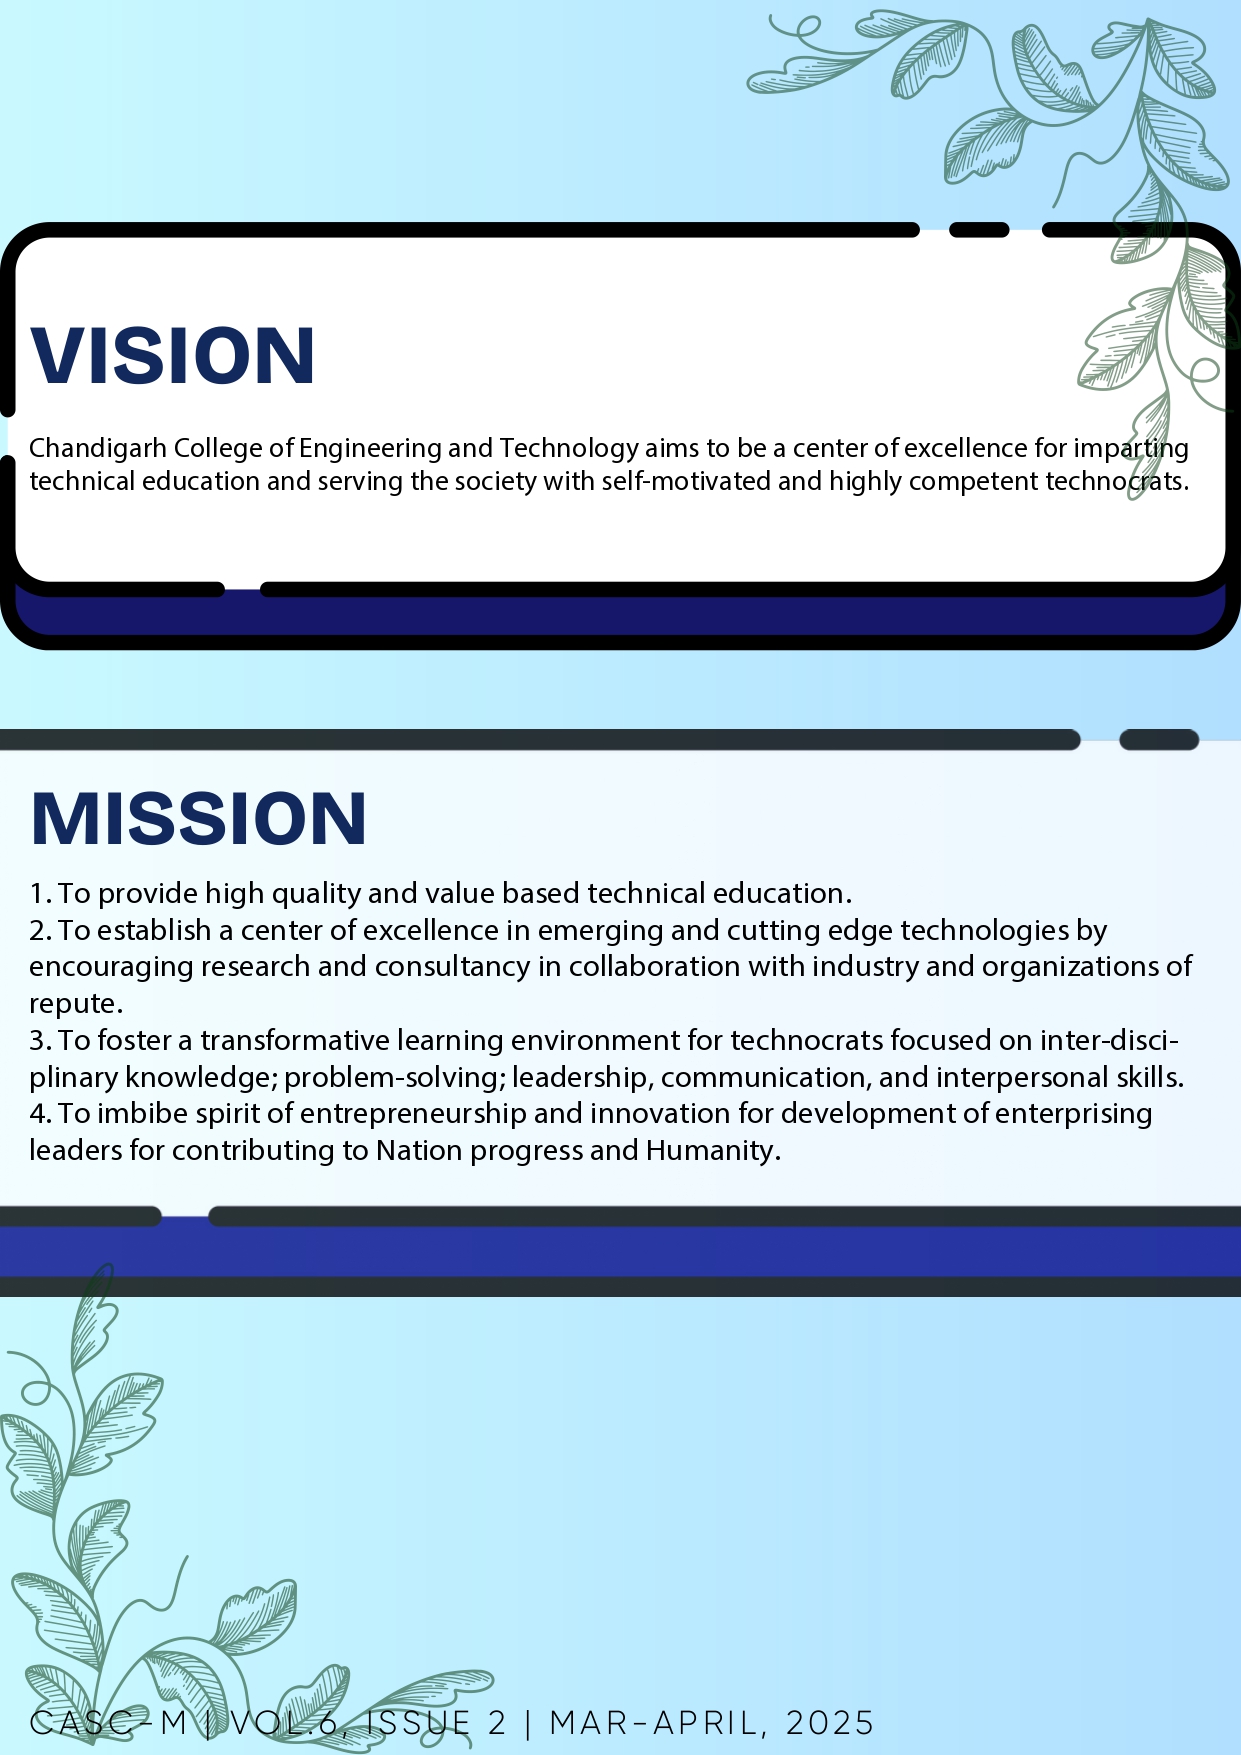 VISION
Chandigarh College of Engineering and Technology aims to be a center of excellence for imparting
technical education and serving the society with self-motivated and highly competent technocrats.
MISSION
1. To provide high quality and value based technical education.
2. To establish a center of excellence in emerging and cutting edge technologies by
encouraging research and consultancy in collaboration with industry and organizations of
repute.
3. To foster a transformative learning environment for technocrats focused on inter-disci-
plinary knowledge; problem-solving; leadership, communication, and interpersonal skills.
4. To imbibe spirit of entrepreneurship and innovation for development of enterprising
leaders for contributing to Nation progress and Humanity.
CASC-M | VOL.6, ISSUE 2 | MAR-APRIL, 2025